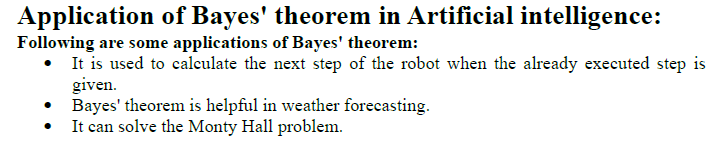 Application of Bayes' theorem in Artificial intelligence:
Following are some applications of Bayes' theorem:
• It is used to calculate the next step of the robot when the already executed step is
given.
• Bayes' theorem is helpful in weather forecasting.
• It can solve the Monty Hall problem.